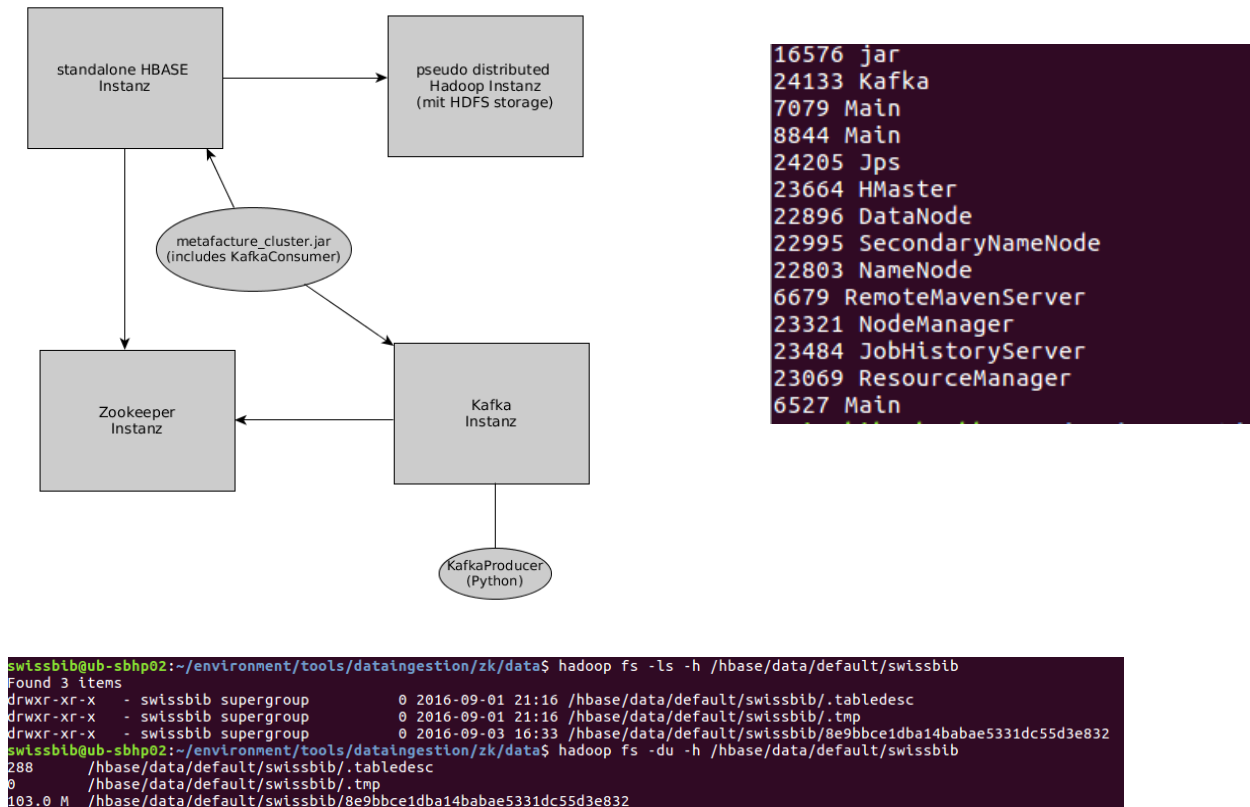 standalone HBASE
Instanz
pseudo distributed
Hadoop Instanz
(mit HDFS storage)
metafacture_cluster.jar
(includes KafkaConsumer)
Zookeeper
Instanz
Kafka
Instanz
KafkaProducer
(Python)
16576 jar
24133 Kafka
7079 Main
8844 Main
24205 Jps
23664 HMaster
22896 DataNode
22995 SecondaryNameNode
22803 NameNode
6679 RemoteMavenServer
23321 NodeManager
23484 JobHistoryServer
23069 ResourceManager
6527 Main
swissbib@ub-sbhp02:~/environment/tools/dataingestion/zk/data$ hadoop fs -ls -h /hbase/data/default/swissbib
Found 3 items
drwxr-xr-x   - swissbib supergroup          0 2016-09-01 21:16 /hbase/data/default/swissbib/.tabledesc
drwxr-xr-x   - swissbib supergroup          0 2016-09-01 21:16 /hbase/data/default/swissbib/.tmp
drwxr-xr-x   - swissbib supergroup          0 2016-09-03 16:33 /hbase/data/default/swissbib/8e9bbce1dba14babae5331dc55d3e832
swissbib@ub-sbhp02:~/environment/tools/dataingestion/zk/data$ hadoop fs -du -h /hbase/data/default/swissbib
288      /hbase/data/default/swissbib/.tabledesc
0        /hbase/data/default/swissbib/.tmp
103.0 M  /hbase/data/default/swissbib/8e9bbce1dba14babae5331dc55d3e832